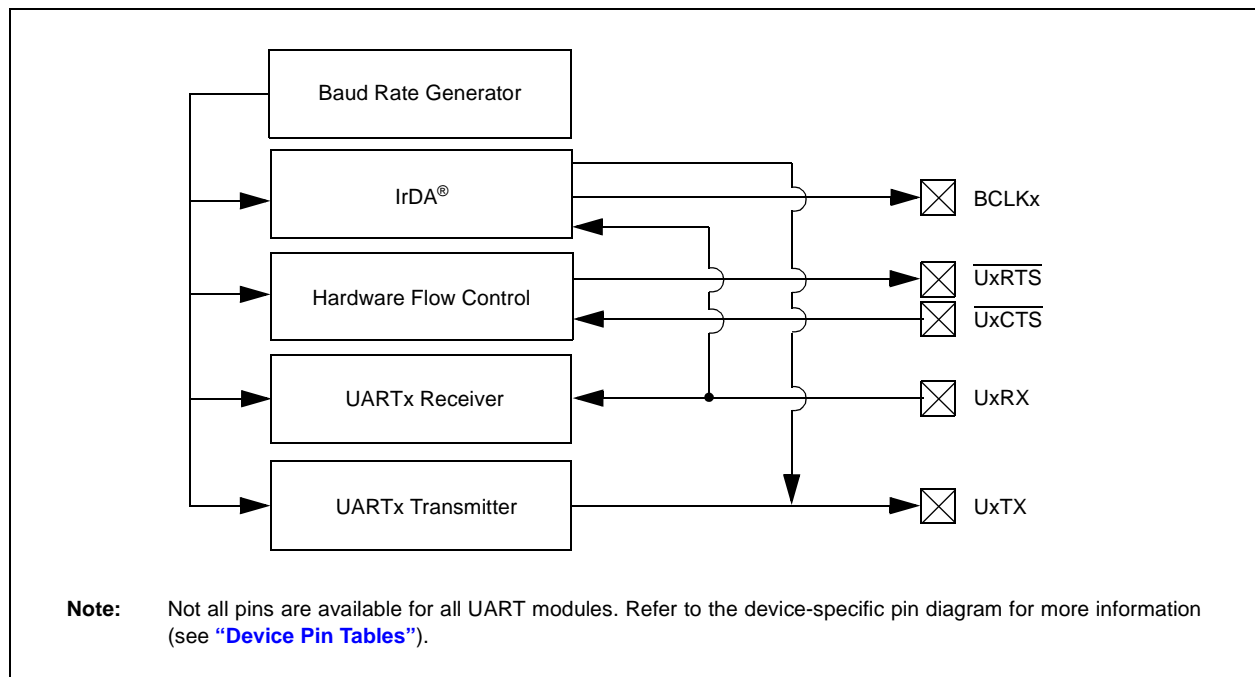 Baud Rate Generator
IrDA®
BCLKx
Hardware Flow Control
UxRTS
UxCTS
UARTx Receiver
UxRX
UARTx Transmitter
UxTX
Note: Not all pins are available for all UART modules. Refer to the device-specific pin diagram for more information
(see “Device Pin Tables”).